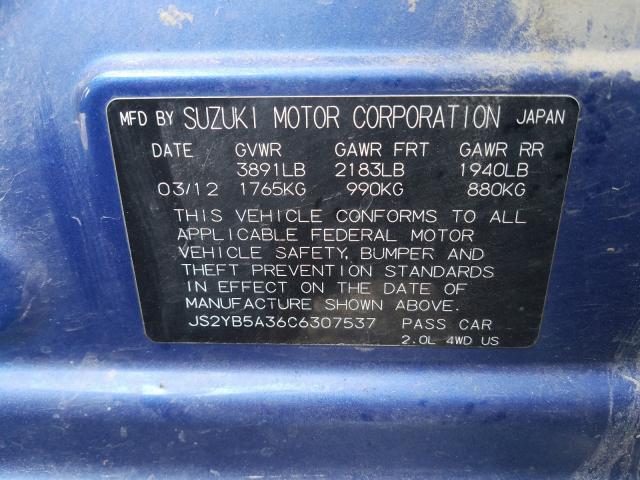 MFD BY SUZUKI MOTOR CORPORATION JAPAN
DATE GVWR GAWR FRT GAWR RR
3891LB 2183LB 1940LB
03/12 1765KG 990KG 880KG
THIS VEHICLE CONFORMS TO ALL
APPLICABLE FEDERAL MOTOR
VEHICLE SAFETY, BUMPER AND
THEFT PREVENTION STANDARDS
IN EFFECT ON THE DATE OF
MANUFACTURE SHOWN ABOVE.
JS2YB5A36C6307537 PASS CAR
2.0L 4WD US